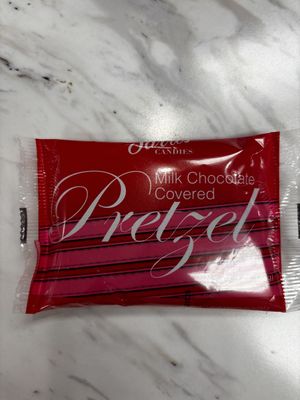 CANDIES
Milk Chocolate
Covered
Pretzel